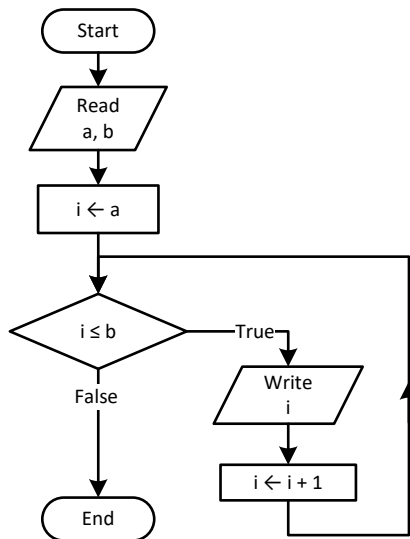 Start
Read
a, b
i ← a
i ≤ b
True
False
Write
i
i ← i + 1
End